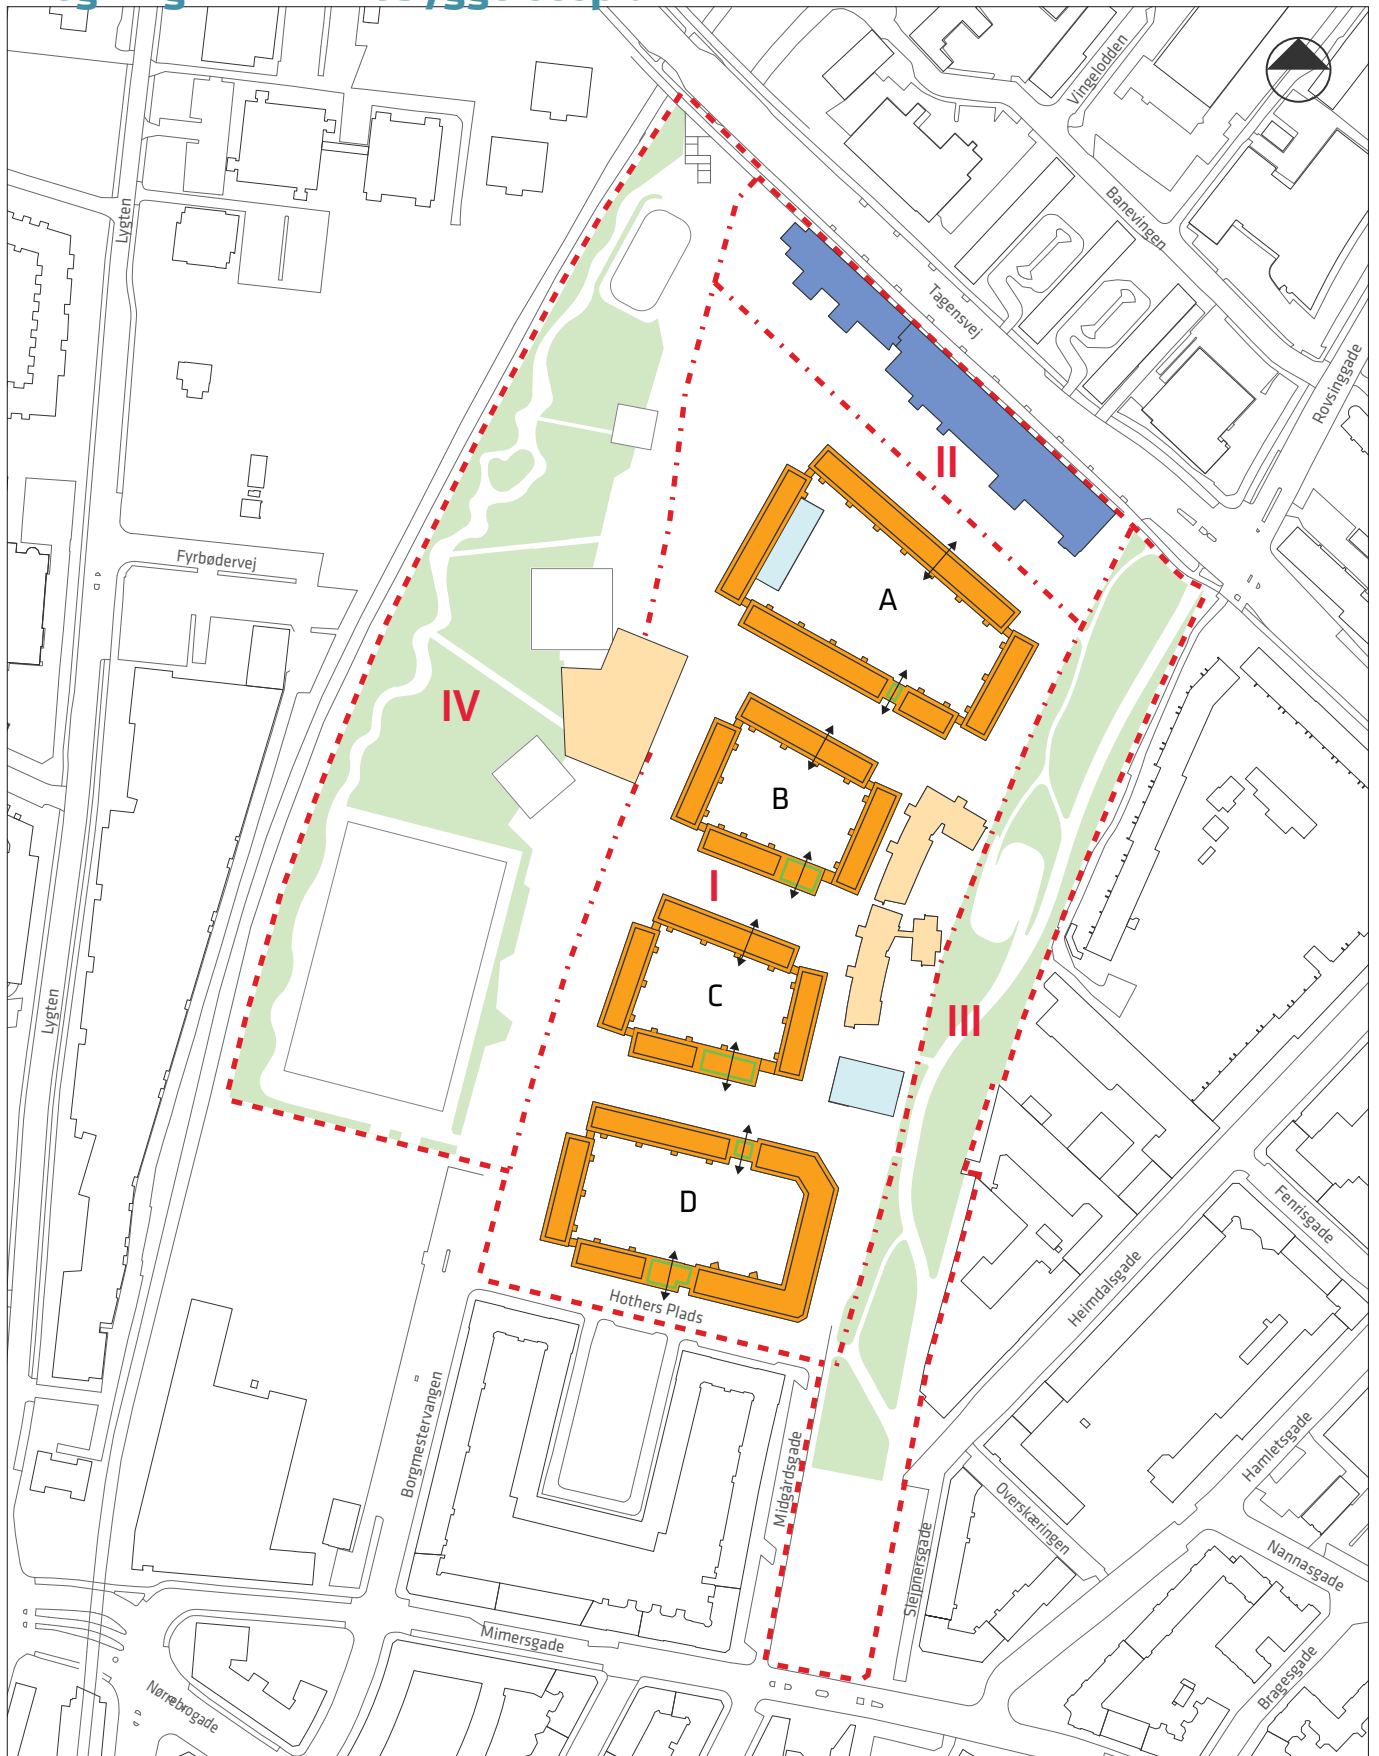 Vingelodden
Banevingen
Lygten
Tagensvej
Rovsinggade
II
Fyrbødervej
A
IV
B
I
C
Lygten
III
D
Fenrisgade
Heimdalsgade
Hothers Plads
Borgmestervangen
Midgårdsgade
Hamletsgade
Overskæringen
Sleipnersgade
Nannasgade
Mimersgade
Bragesgade
Nørrebrogade